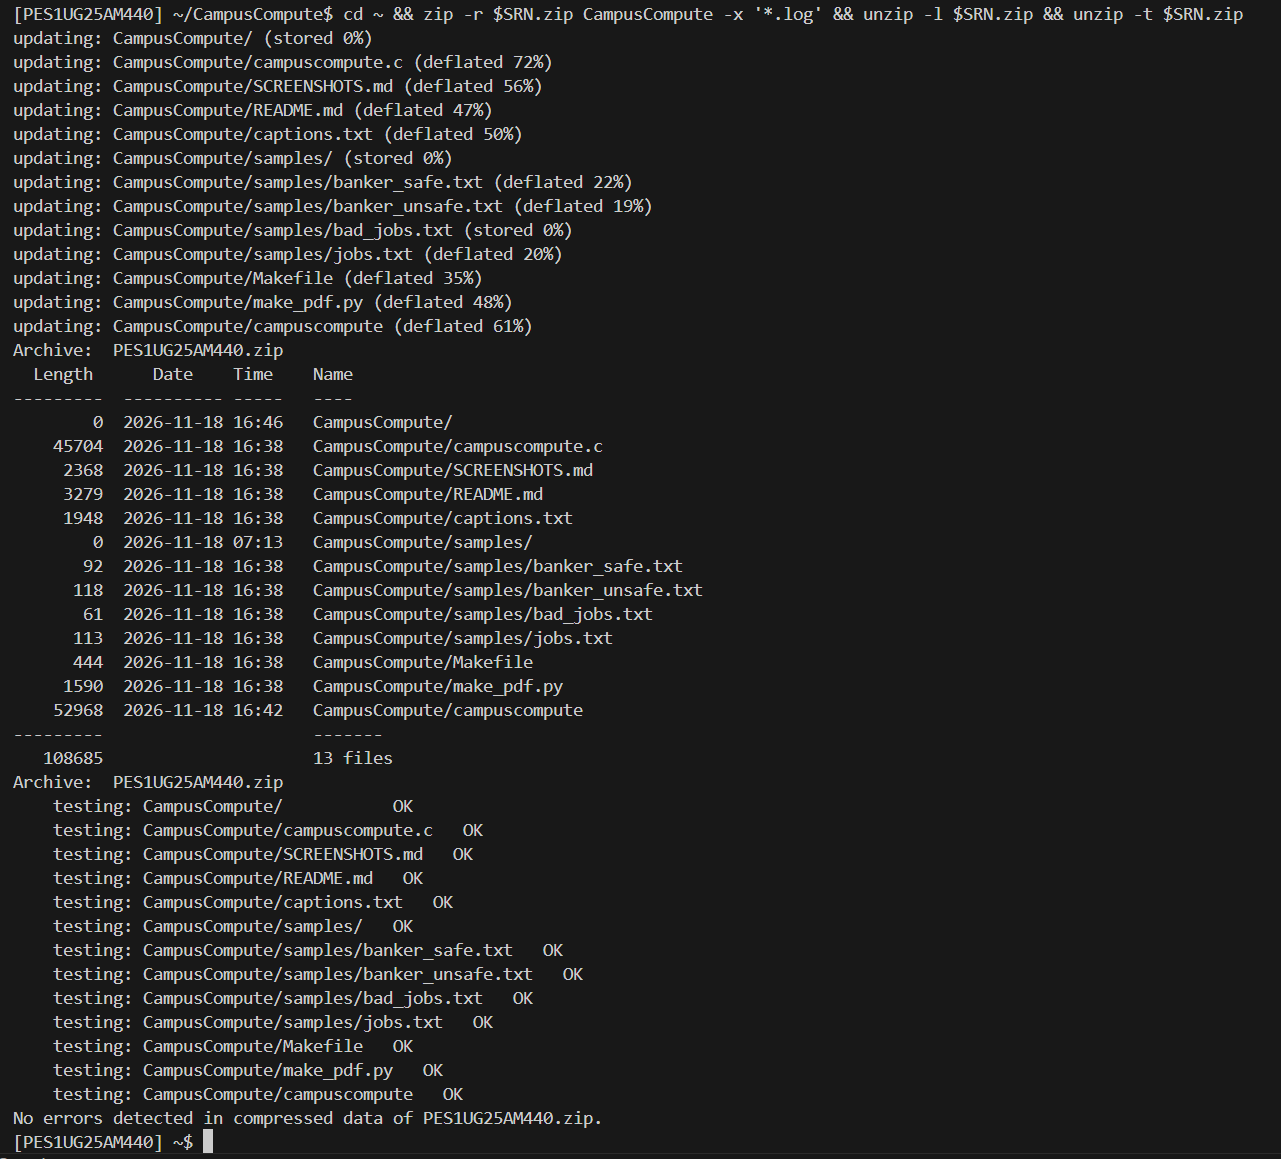 [PES1UG25AM440] ~/CampusCompute$ cd ~ && zip -r $SRN.zip CampusCompute -x '*.log' && unzip -l $SRN.zip && unzip -t $SRN.zip
updating: CampusCompute/ (stored 0%)
updating: CampusCompute/campuscompute.c (deflated 72%)
updating: CampusCompute/SCREENSHOTS.md (deflated 56%)
updating: CampusCompute/README.md (deflated 47%)
updating: CampusCompute/captions.txt (deflated 50%)
updating: CampusCompute/samples/ (stored 0%)
updating: CampusCompute/samples/banker_safe.txt (deflated 22%)
updating: CampusCompute/samples/banker_unsafe.txt (deflated 19%)
updating: CampusCompute/samples/bad_jobs.txt (stored 0%)
updating: CampusCompute/samples/jobs.txt (deflated 20%)
updating: CampusCompute/Makefile (deflated 35%)
updating: CampusCompute/make_pdf.py (deflated 48%)
updating: CampusCompute/campuscompute (deflated 61%)
Archive:  PES1UG25AM440.zip
  Length      Date    Time    Name
---------  ---------- -----   ----
        0  2026-11-18 16:46   CampusCompute/
    45704  2026-11-18 16:38   CampusCompute/campuscompute.c
     2368  2026-11-18 16:38   CampusCompute/SCREENSHOTS.md
     3279  2026-11-18 16:38   CampusCompute/README.md
     1948  2026-11-18 16:38   CampusCompute/captions.txt
        0  2026-11-18 07:13   CampusCompute/samples/
       92  2026-11-18 16:38   CampusCompute/samples/banker_safe.txt
      118  2026-11-18 16:38   CampusCompute/samples/banker_unsafe.txt
       61  2026-11-18 16:38   CampusCompute/samples/bad_jobs.txt
      113  2026-11-18 16:38   CampusCompute/samples/jobs.txt
      444  2026-11-18 16:38   CampusCompute/Makefile
     1590  2026-11-18 16:38   CampusCompute/make_pdf.py
    52968  2026-11-18 16:42   CampusCompute/campuscompute
---------                     -------
   108685                     13 files
Archive:  PES1UG25AM440.zip
    testing: CampusCompute/           OK
    testing: CampusCompute/campuscompute.c   OK
    testing: CampusCompute/SCREENSHOTS.md   OK
    testing: CampusCompute/README.md   OK
    testing: CampusCompute/captions.txt   OK
    testing: CampusCompute/samples/   OK
    testing: CampusCompute/samples/banker_safe.txt   OK
    testing: CampusCompute/samples/banker_unsafe.txt   OK
    testing: CampusCompute/samples/bad_jobs.txt   OK
    testing: CampusCompute/samples/jobs.txt   OK
    testing: CampusCompute/Makefile   OK
    testing: CampusCompute/make_pdf.py   OK
    testing: CampusCompute/campuscompute   OK
No errors detected in compressed data of PES1UG25AM440.zip.
[PES1UG25AM440] ~$